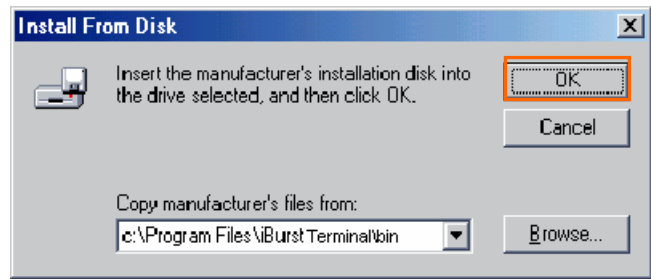 Install From Disk
Insert the manufacturer's installation disk into
the drive selected, and then click OK.
OK
Cancel
Copy manufacturer's files from:
c:\Program Files\iBurst Terminal\bin
Browse...